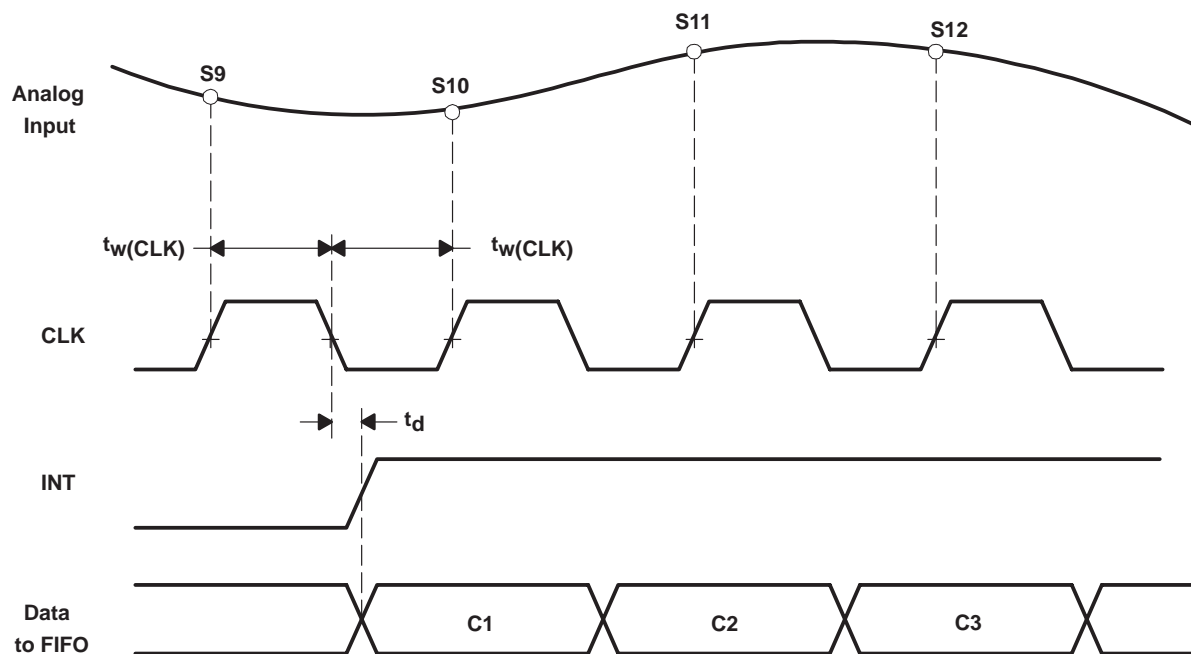 S11
S12
S9
S10
Analog
Input
tw(CLK)
tw(CLK)
CLK
td
INT
Data
to FIFO
C1
C2
C3